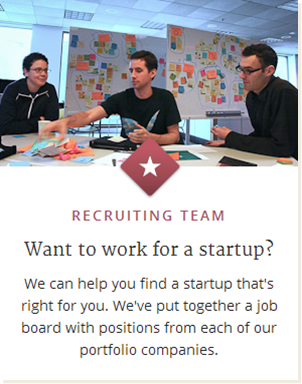 RECRUITING TEAM
Want to work for a startup?
We can help you find a startup that's
right for you. We've put together a job
board with positions from each of our
portfolio companies.